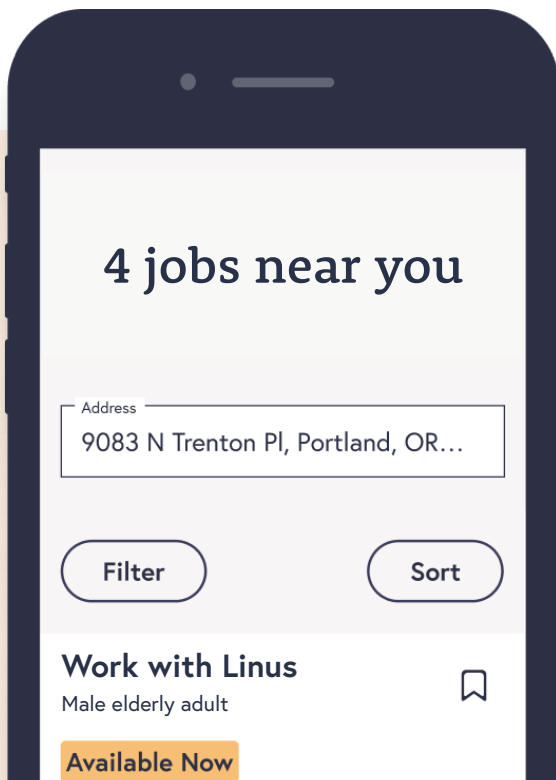 4 jobs near you
Address
9083 N Trenton Pl, Portland, OR...
Filter
Sort
Work with Linus
Male elderly adult
Available Now